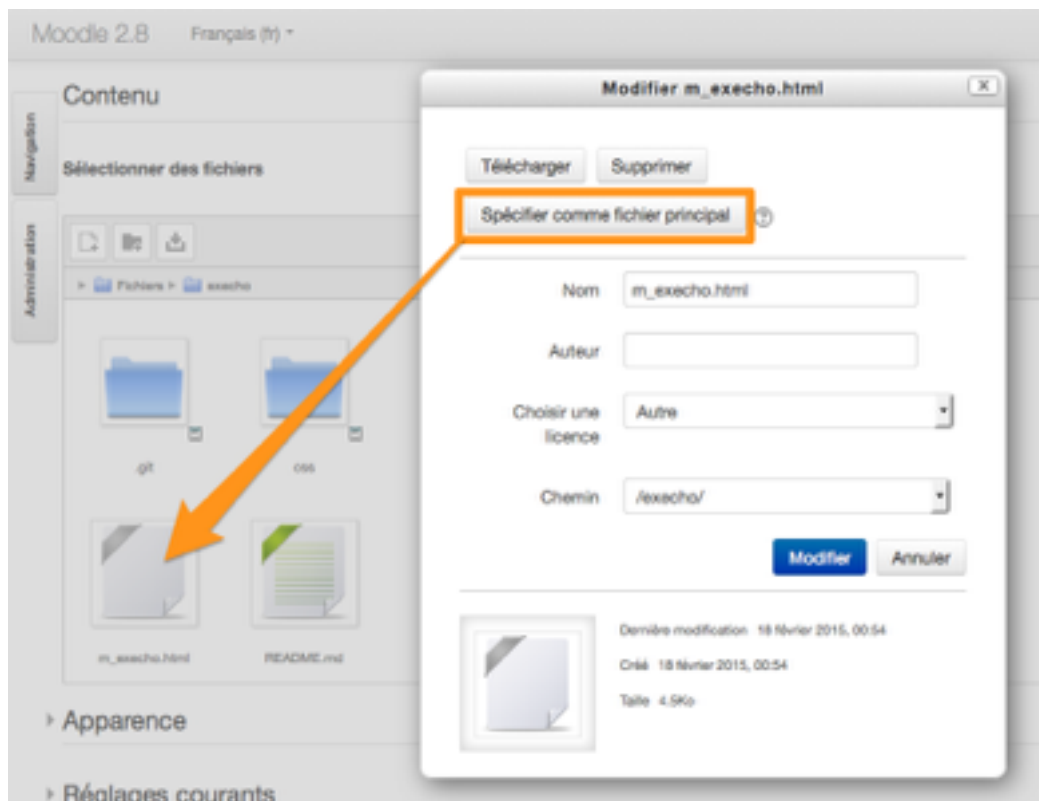 Moodle 2.8 Français (fr)
Contenu
Navigation
Administration
Sélectionner des fichiers
Fichiers execho
.git
css
m_execho.html
README.md
Apparence
Réglages courants
Modifier m_execho.html
X
Télécharger Supprimer
Spécifier comme fichier principal ?
Nom m_execho.html
Auteur
Choisir une
licence
Autre
Chemin /execho/
Modifier Annuler
Dernière modification 18 février 2015, 00:54
Créé 18 février 2015, 00:54
Taille 4.5Ko